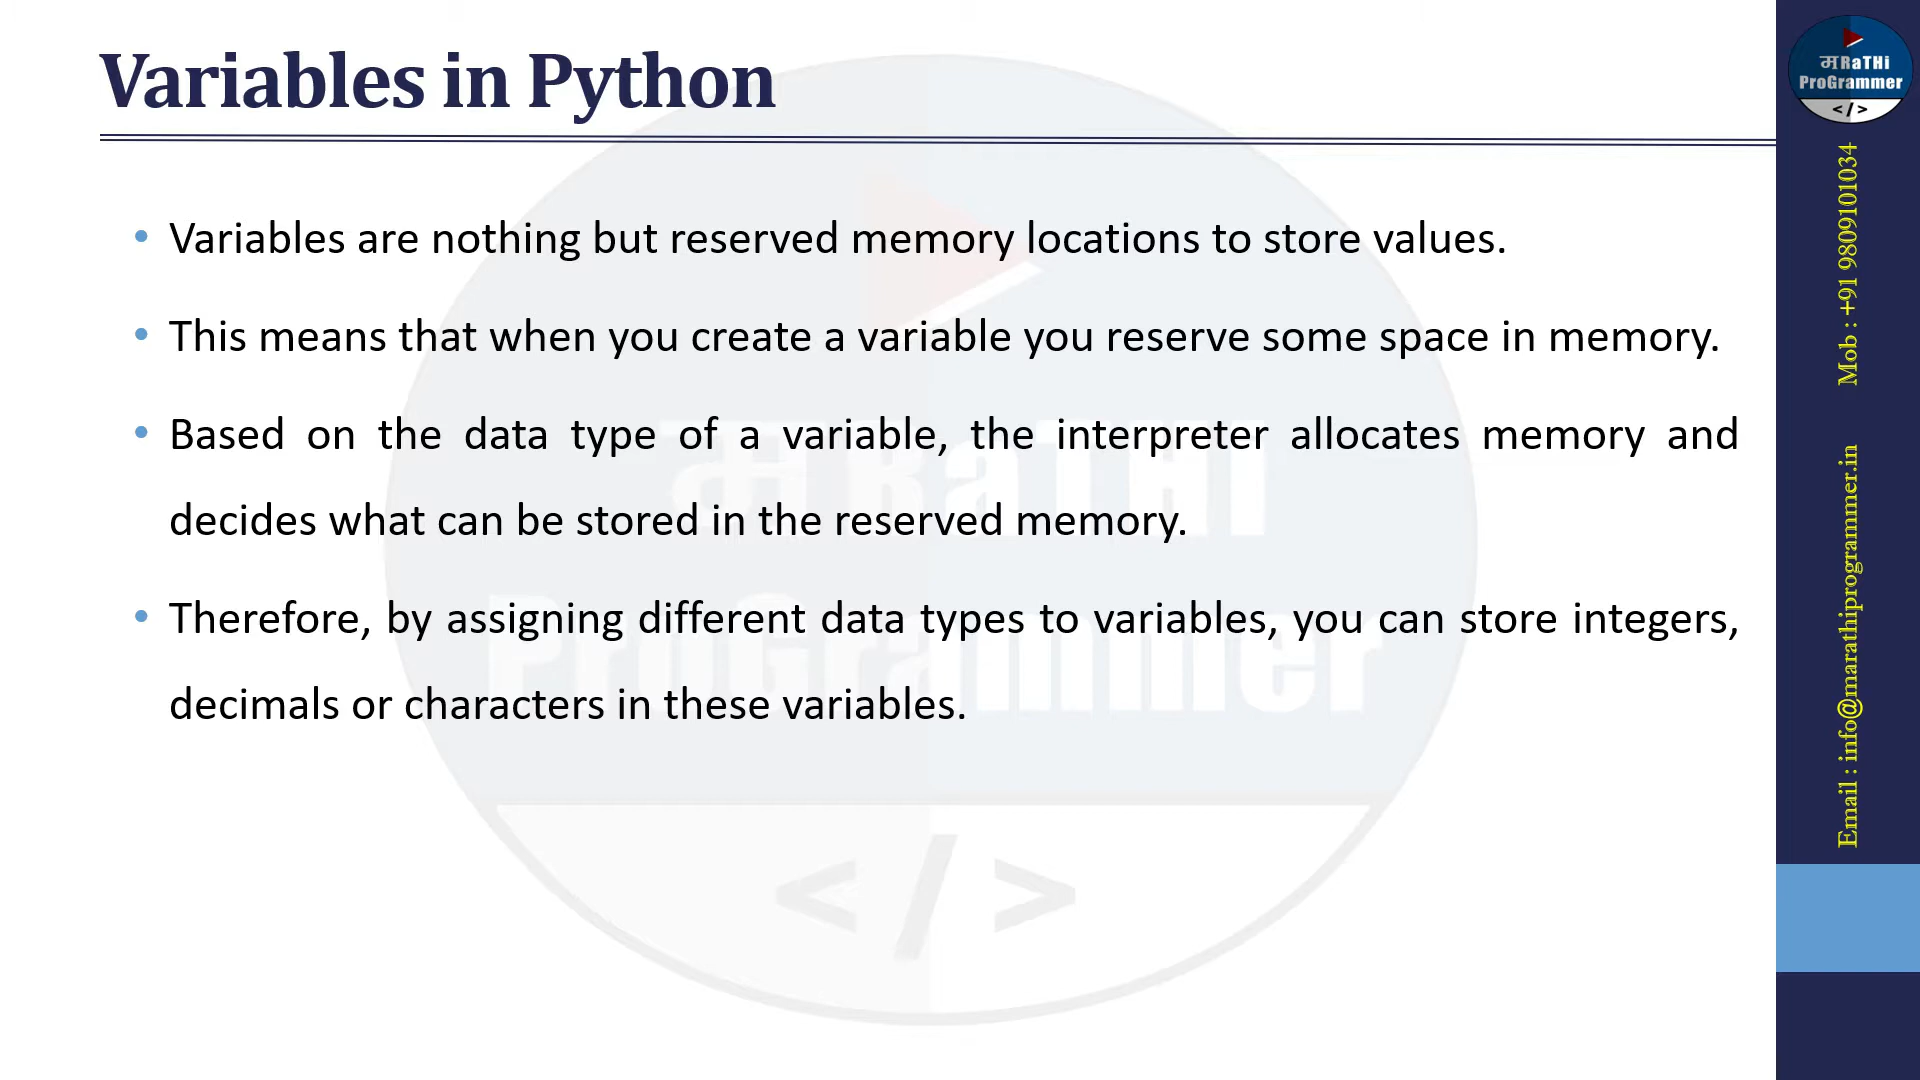 Variables in Python
• Variables are nothing but reserved memory locations to store values.
• This means that when you create a variable you reserve some space in memory.
• Based on the data type of a variable, the interpreter allocates memory and
decides what can be stored in the reserved memory.
• Therefore, by assigning different data types to variables, you can store integers,
decimals or characters in these variables.
मRaTHi
ProGrammer
</>
मRaTHi
ProGrammer
</>
Email : info@marathiprogrammer.in Mob : +91 9809101034